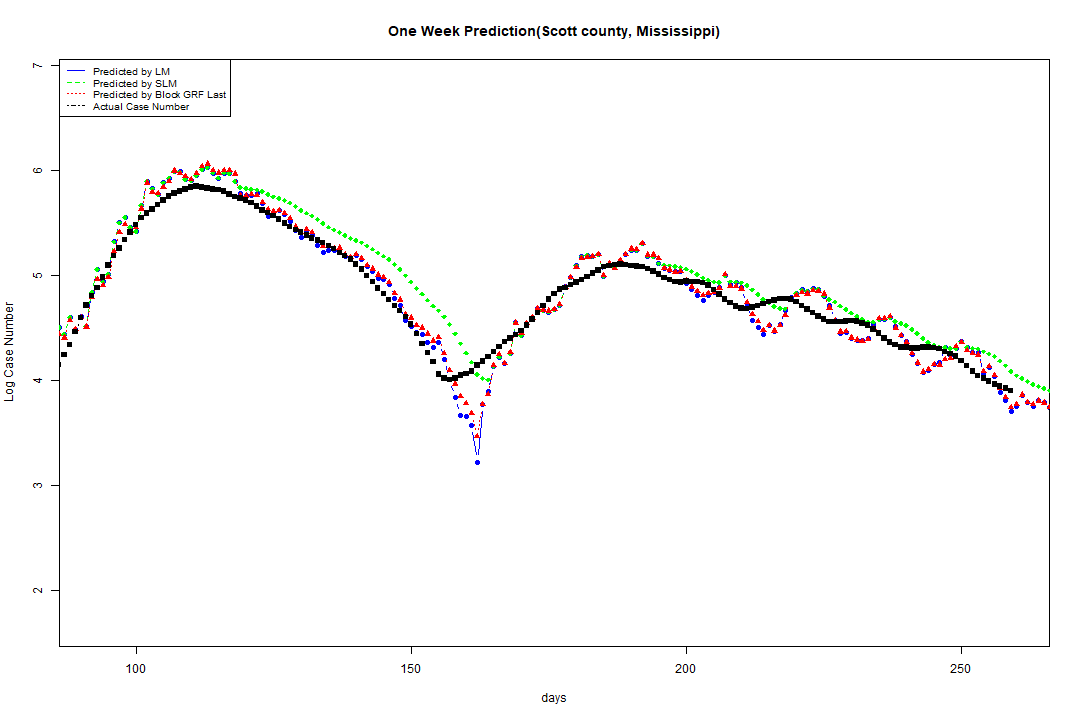 One Week Prediction(Scott county, Mississippi)
Predicted by LM
Predicted by SLM
Predicted by Block GRF Last
Actual Case Number
7
6
5
4
3
2
Log Case Number
100 150 200 250
days